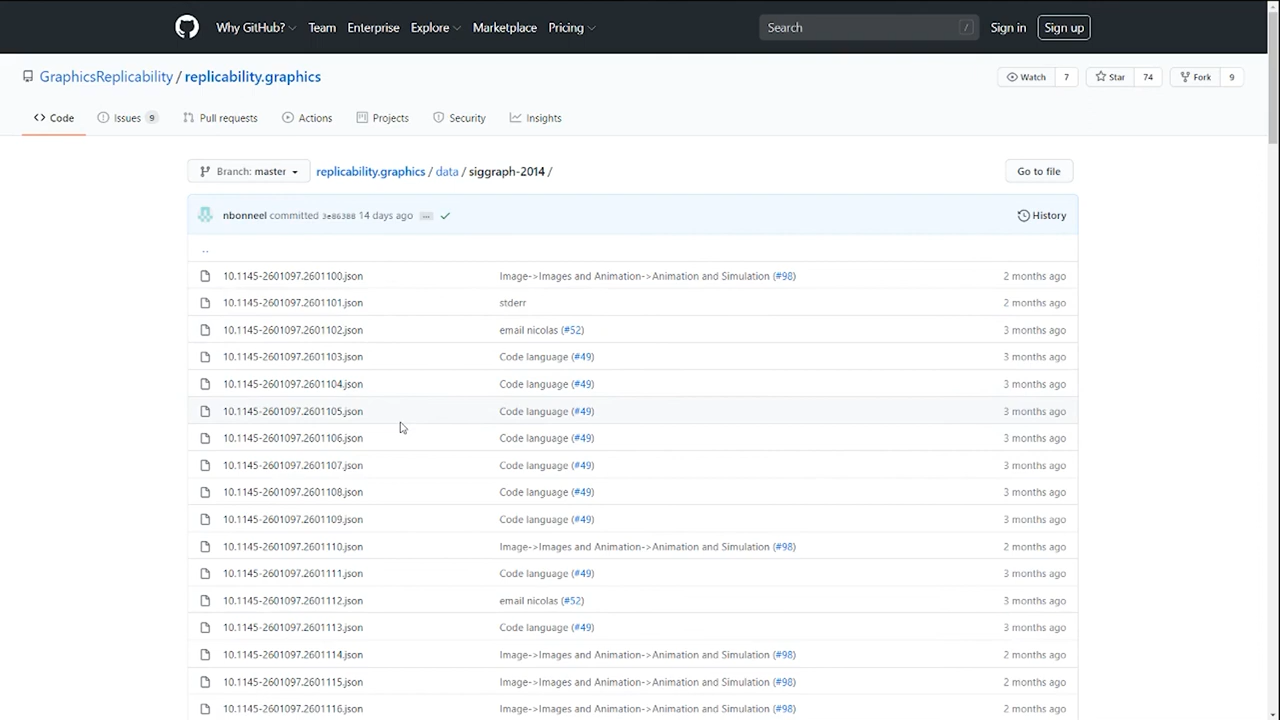 Why GitHub? Team Enterprise Explore Marketplace Pricing Search / Sign in Sign up
GraphicsReplicability / replicability.graphics Watch 7 Star 74 Fork 9
Code Issues 9 Pull requests Actions Projects Security Insights
Branch: master replicability.graphics / data / siggraph-2014 / Go to file
nbonneel committed 3e86388 14 days ago ... History
..
10.1145-2601097.2601100.json Image->Images and Animation->Animation and Simulation (#98) 2 months ago
10.1145-2601097.2601101.json stderr 2 months ago
10.1145-2601097.2601102.json email nicolas (#52) 3 months ago
10.1145-2601097.2601103.json Code language (#49) 3 months ago
10.1145-2601097.2601104.json Code language (#49) 3 months ago
10.1145-2601097.2601105.json Code language (#49) 3 months ago
10.1145-2601097.2601106.json Code language (#49) 3 months ago
10.1145-2601097.2601107.json Code language (#49) 3 months ago
10.1145-2601097.2601108.json Code language (#49) 3 months ago
10.1145-2601097.2601109.json Code language (#49) 3 months ago
10.1145-2601097.2601110.json Image->Images and Animation->Animation and Simulation (#98) 2 months ago
10.1145-2601097.2601111.json Code language (#49) 3 months ago
10.1145-2601097.2601112.json email nicolas (#52) 3 months ago
10.1145-2601097.2601113.json Code language (#49) 3 months ago
10.1145-2601097.2601114.json Image->Images and Animation->Animation and Simulation (#98) 2 months ago
10.1145-2601097.2601115.json Image->Images and Animation->Animation and Simulation (#98) 2 months ago
10.1145-2601097.2601116.json Image->Images and Animation->Animation and Simulation (#98) 2 months ago